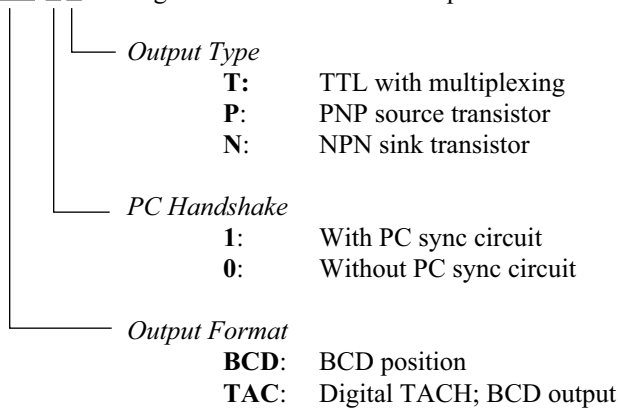 Output Type
T: TTL with multiplexing
P: PNP source transistor
N: NPN sink transistor
PC Handshake
1: With PC sync circuit
0: Without PC sync circuit
Output Format
BCD: BCD position
TAC: Digital TACH; BCD output